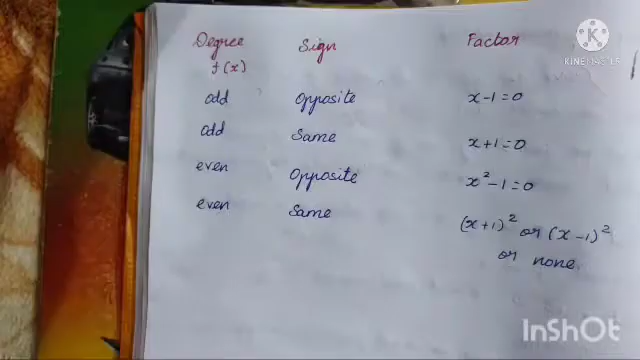 Degree Sign Factor
f(x)
odd Opposite x-1=0
odd Same x+1=0
even Opposite x²-1=0
even Same (x+1)² or (x-1)²
or none
KINEMASTER
InShOt